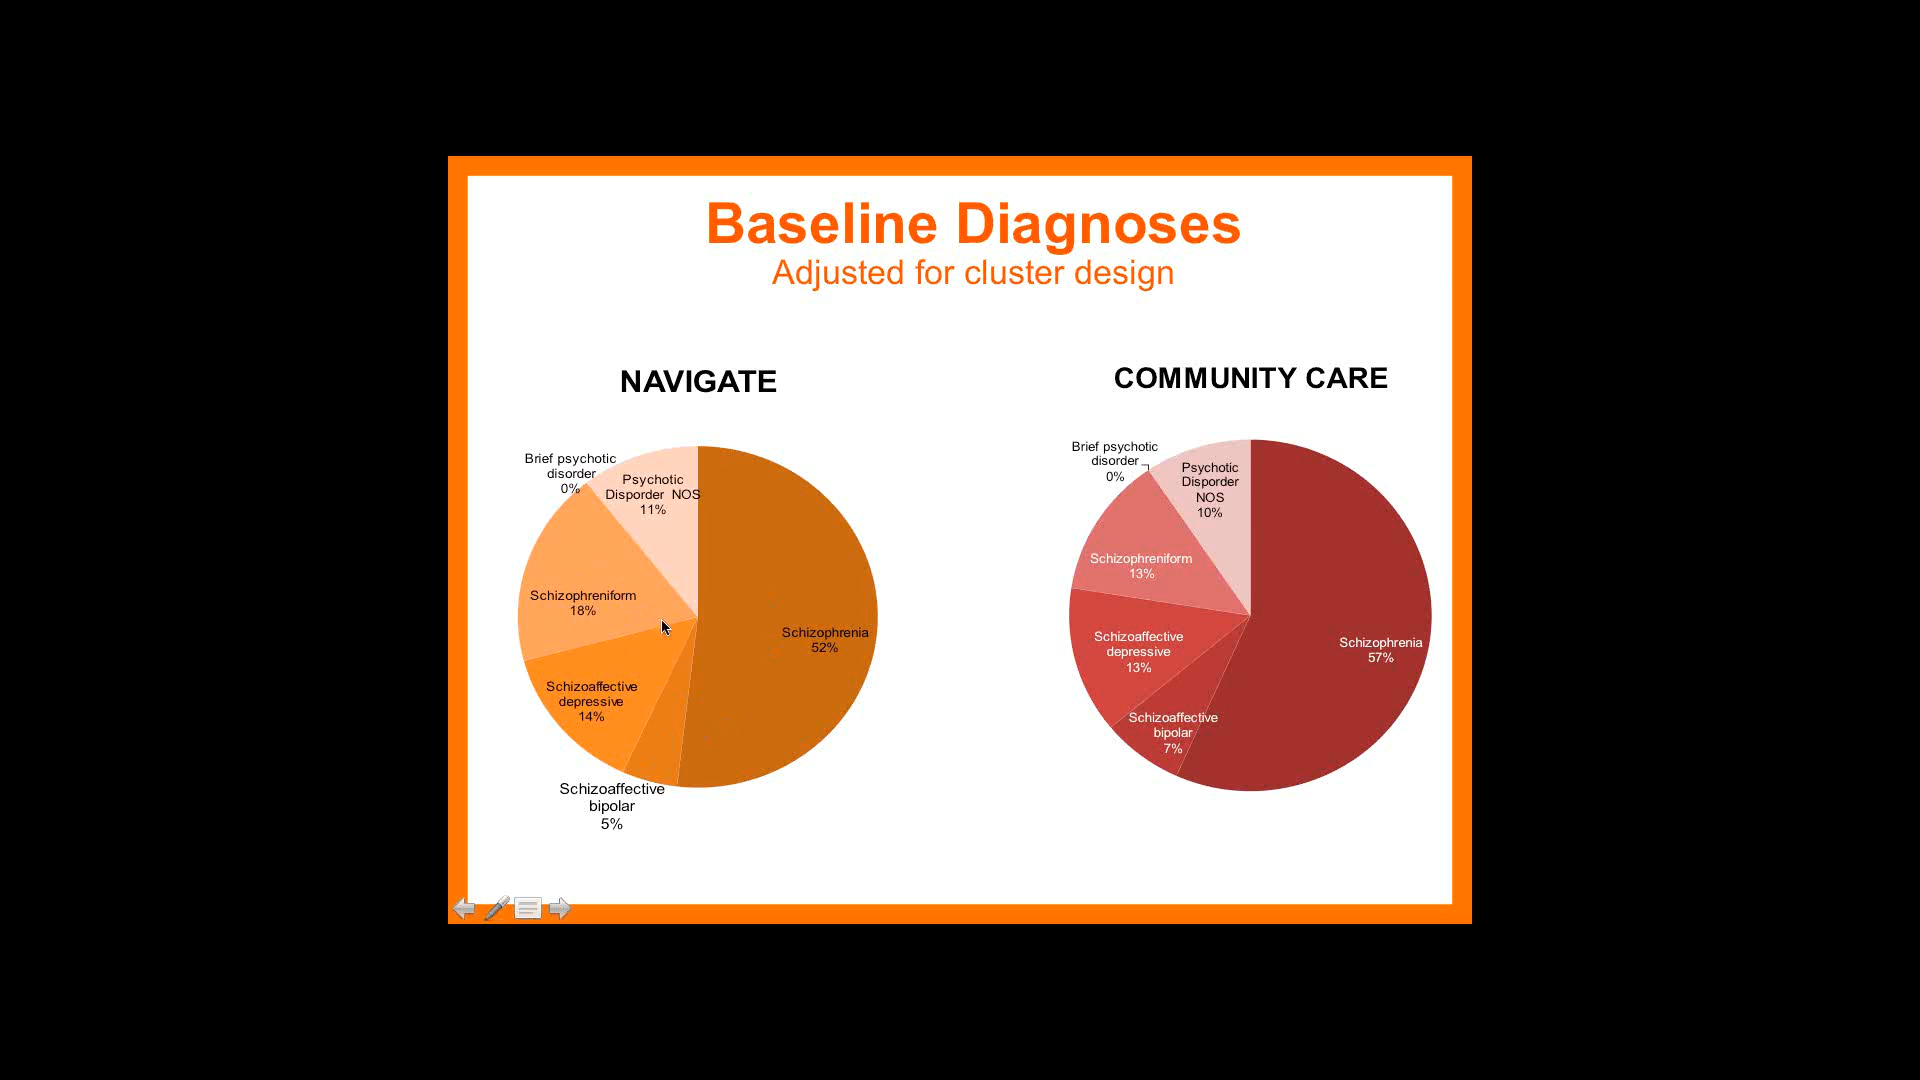 Baseline Diagnoses
Adjusted for cluster design
NAVIGATE
Brief psychotic
disorder
0%
Psychotic
Disporder NOS
11%
Schizophreniform
18%
Schizophrenia
52%
Schizoaffective
depressive
14%
Schizoaffective
bipolar
5%
COMMUNITY CARE
Brief psychotic
disorder
0%
Psychotic
Disporder
NOS
10%
Schizophreniform
13%
Schizoaffective
depressive
13%
Schizophrenia
57%
Schizoaffective
bipolar
7%